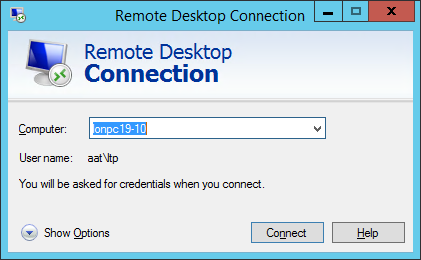 Remote Desktop Connection
Remote Desktop
Connection
Computer: lonpc19-10
User name: aat\ltp
You will be asked for credentials when you connect.
Show Options Connect Help